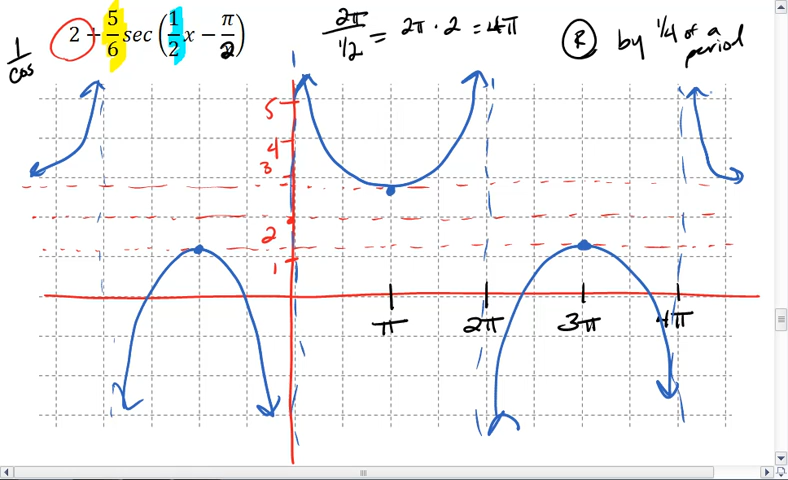 2 + 5/6 sec (1/2 x − π/2)
1/cos
2π / 1/2 = 2π · 2 = 4π
R by 1/4 of a period
5
4
3
2
1
π 2π 3π 4π